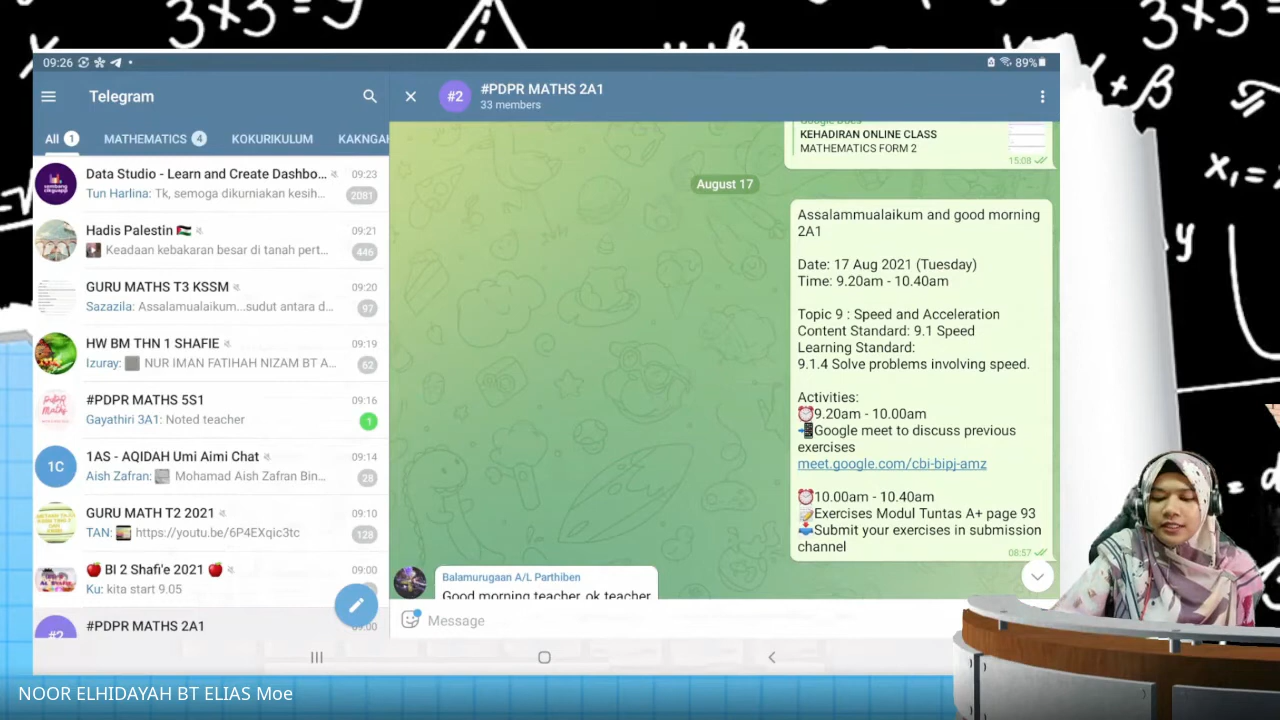 09:26
89%
Telegram
All 1
MATHEMATICS 4
KOKURIKULUM
KAKNGAH
Data Studio - Learn and Create Dashbo... 09:23
Tun Harlina: Tk, semoga dikurniakan kesih... 2081
Hadis Palestin 09:21
Keadaan kebakaran besar di tanah pert... 446
GURU MATHS T3 KSSM 09:20
Sazazila: Assalamualaikum...sudut antara d... 97
HW BM THN 1 SHAFIE 09:19
Izuray: NUR IMAN FATIHAH NIZAM BT A... 62
#PDPR MATHS 5S1 09:16
Gayathiri 3A1: Noted teacher 1
1C
1AS - AQIDAH Umi Aimi Chat 09:14
Aish Zafran: Mohamad Aish Zafran Bin... 28
GURU MATH T2 2021 09:10
TAN: https://youtu.be/6P4EXqic3tc 128
BI 2 Shafi'e 2021 09:00
Ku: kita start 9.05
#2
#PDPR MATHS 2A1 09:00
#2
#PDPR MATHS 2A1
33 members
Google Docs
KEHADIRAN ONLINE CLASS
MATHEMATICS FORM 2
15:08
August 17
Assalammualaikum and good morning
2A1
Date: 17 Aug 2021 (Tuesday)
Time: 9.20am - 10.40am
Topic 9 : Speed and Acceleration
Content Standard: 9.1 Speed
Learning Standard:
9.1.4 Solve problems involving speed.
Activities:
⏰9.20am - 10.00am
📲Google meet to discuss previous
exercises
meet.google.com/cbi-bipj-amz
⏰10.00am - 10.40am
📝Exercises Modul Tuntas A+ page 93
📥Submit your exercises in submission
channel
08:57
Balamurugaan A/L Parthiben
Good morning teacher, ok teacher
Message
NOOR ELHIDAYAH BT ELIAS Moe